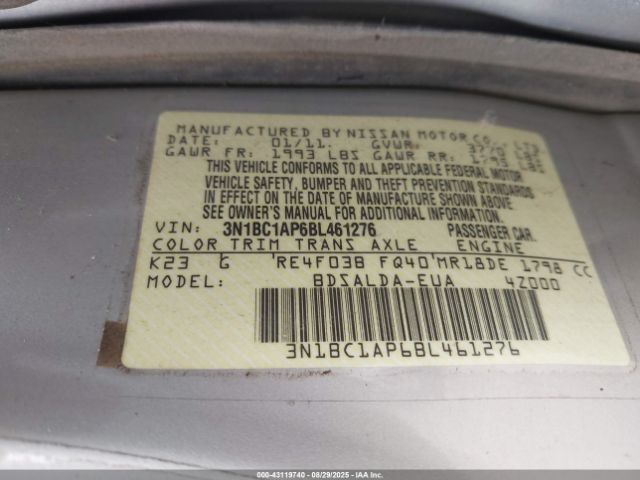 MANUFACTURED BY NISSAN MOTOR CO.
DATE: 01/11. GVWR:
GAWR FR: 1993 LBS GAWR RR:
THIS VEHICLE CONFORMS TO ALL APPLICABLE FEDERAL MOTOR
VEHICLE SAFETY, BUMPER AND THEFT PREVENTION STANDARDS
IN EFFECT ON THE DATE OF MANUFACTURE SHOWN ABOVE.
SEE OWNER'S MANUAL FOR ADDITIONAL INFORMATION.
VIN: 3N1BC1AP6BL461276 PASSENGER CAR.
COLOR TRIM TRANS AXLE ENGINE
K23 G RE4F03B FQ40 MR18DE 1798 CC
MODEL: BDSALDA-EUA 4Z000
3N1BC1AP6BL461276
000-43119740 - 08/29/2025 - IAA Inc.